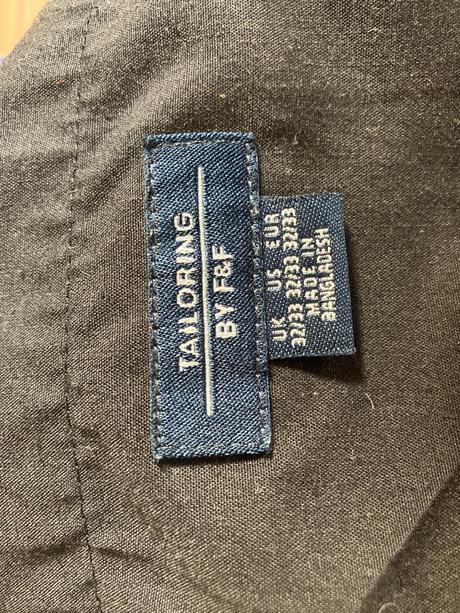 TAILORING
BY F&F
UK US EUR
32/33 32/33 32/33
MADE IN
BANGLADESH